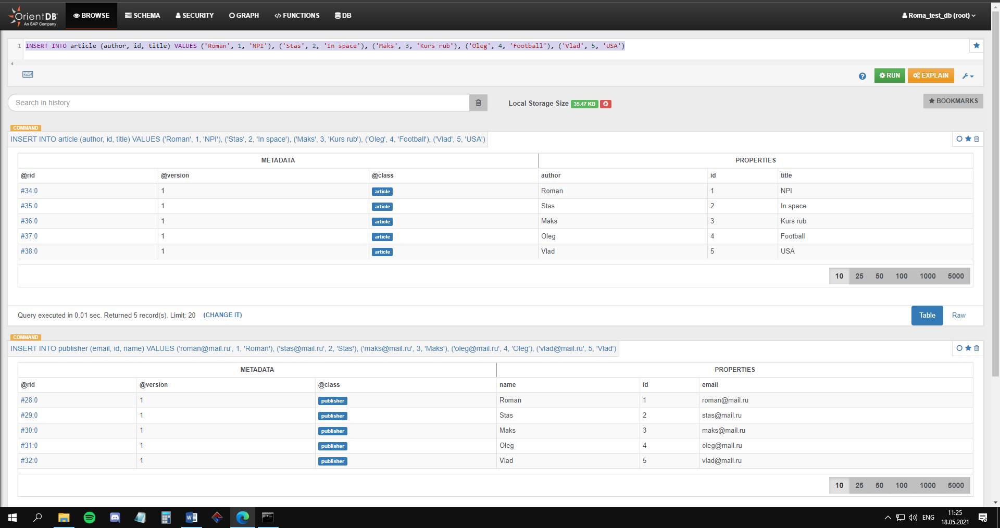 OrientDB®
An SAP Company
BROWSE
SCHEMA
SECURITY
GRAPH
FUNCTIONS
DB
Roma_test_db (root)
1 INSERT INTO article (author, id, title) VALUES ('Roman', 1, 'NPI'), ('Stas', 2, 'In space'), ('Maks', 3, 'Kurs rub'), ('Oleg', 4, 'Football'), ('Vlad', 5, 'USA')
RUN
EXPLAIN
Search in history
Local Storage Size 35.47 KB
BOOKMARKS
COMMAND
INSERT INTO article (author, id, title) VALUES ('Roman', 1, 'NPI'), ('Stas', 2, 'In space'), ('Maks', 3, 'Kurs rub'), ('Oleg', 4, 'Football'), ('Vlad', 5, 'USA')
METADATA PROPERTIES
@rid @version @class author id title
#34:0 1 article Roman 1 NPI
#35:0 1 article Stas 2 In space
#36:0 1 article Maks 3 Kurs rub
#37:0 1 article Oleg 4 Football
#38:0 1 article Vlad 5 USA
10 25 50 100 1000 5000
Query executed in 0.01 sec. Returned 5 record(s). Limit: 20 (CHANGE IT)
Table Raw
COMMAND
INSERT INTO publisher (email, id, name) VALUES ('roman@mail.ru', 1, 'Roman'), ('stas@mail.ru', 2, 'Stas'), ('maks@mail.ru', 3, 'Maks'), ('oleg@mail.ru', 4, 'Oleg'), ('vlad@mail.ru', 5, 'Vlad')
METADATA PROPERTIES
@rid @version @class name id email
#28:0 1 publisher Roman 1 roman@mail.ru
#29:0 1 publisher Stas 2 stas@mail.ru
#30:0 1 publisher Maks 3 maks@mail.ru
#31:0 1 publisher Oleg 4 oleg@mail.ru
#32:0 1 publisher Vlad 5 vlad@mail.ru
10 25 50 100 1000 5000
ENG
11:25
18.05.2021